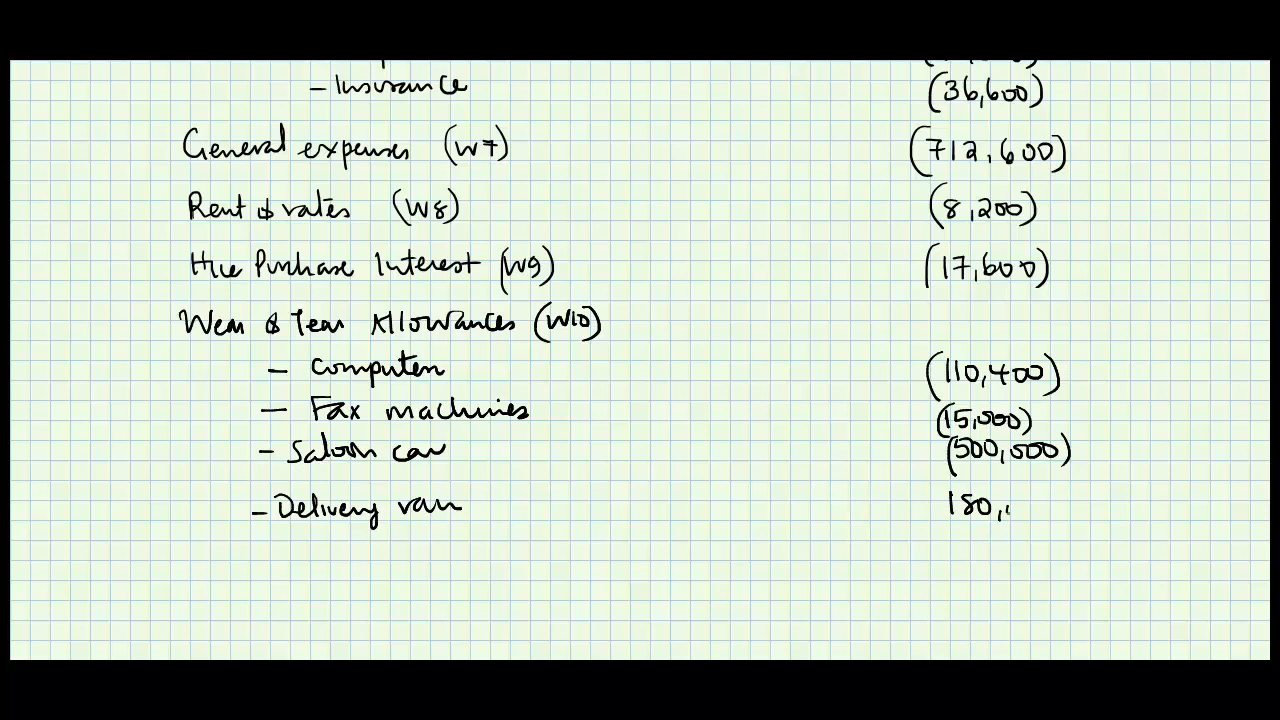 - Insurance (36,600)
General expenses (W7) (712,600)
Rent & rates (W8) (8,200)
Hire Purchase Interest (W9) (17,600)
Wear & Tear Allowances (W10)
- Computer (110,400)
- Fax machines (15,000)
- Saloon car (500,000)
- Delivery van 180,